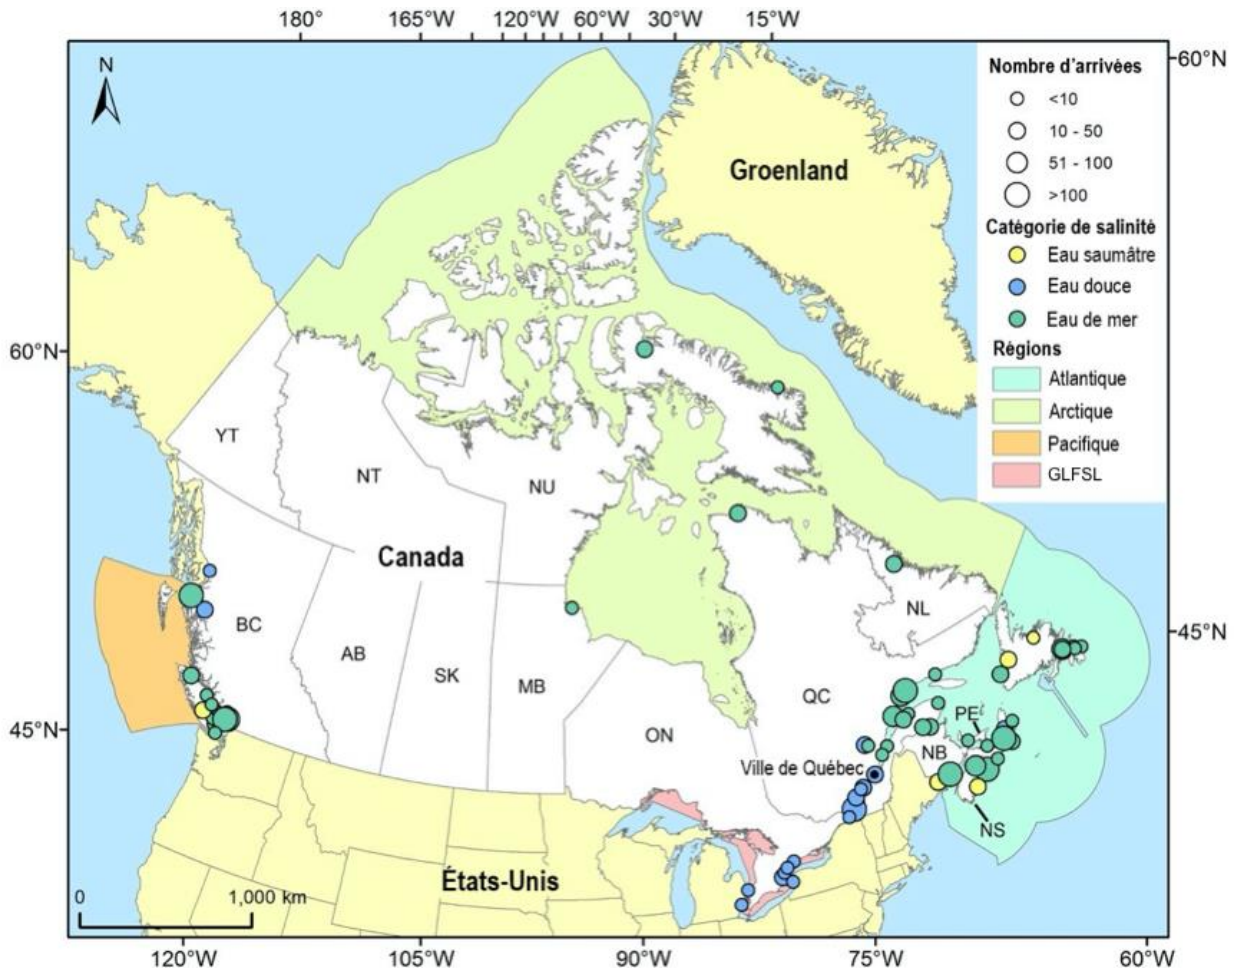 180° 165°W 120°W 60°W 30°W 15°W
60°N
N
Nombre d'arrivées
<10
10 - 50
51 - 100
>100
Groenland
Catégorie de salinité
Eau saumâtre
Eau douce
Eau de mer
Régions
Atlantique
Arctique
Pacifique
GLFSL
60°N
YT
NT
NU
Canada
NL
BC
45°N
AB
SK
MB
QC
ON
PE
45°N
NB
Ville de Québec
NS
États-Unis
0 1,000 km
120°W 105°W 90°W 75°W 60°W